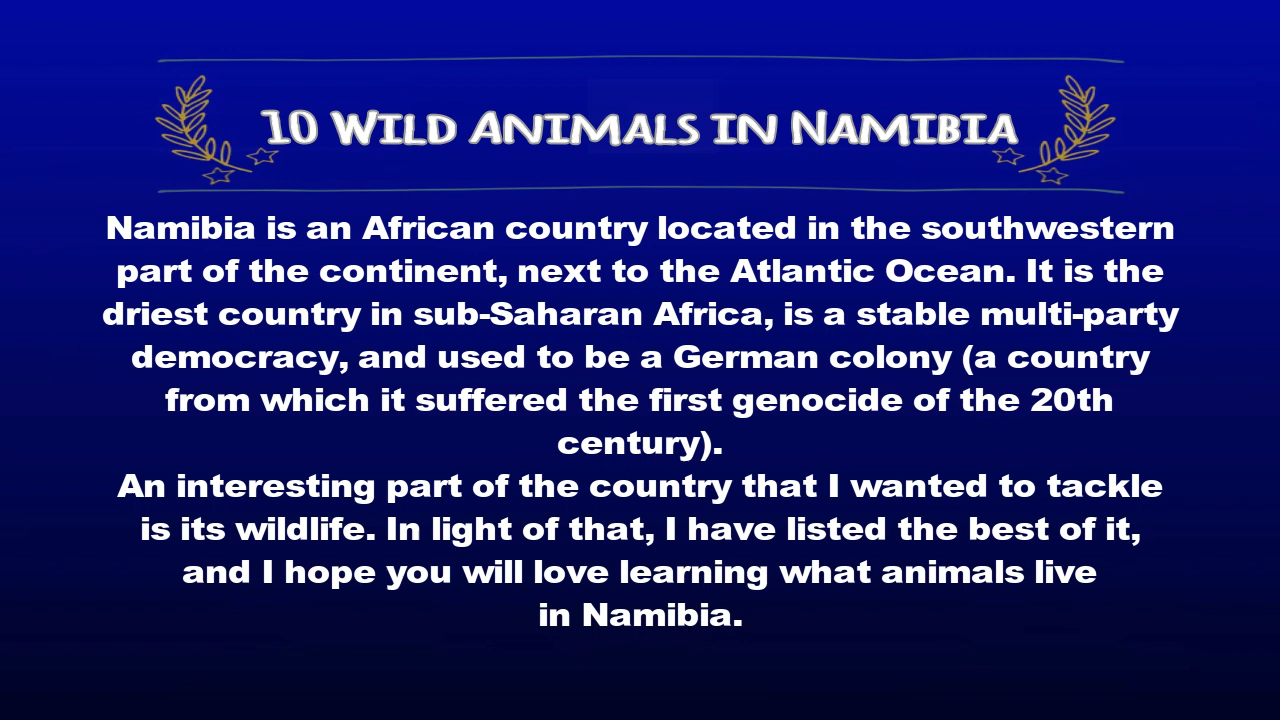 10 Wild Animals in Namibia
Namibia is an African country located in the southwestern
part of the continent, next to the Atlantic Ocean. It is the
driest country in sub-Saharan Africa, is a stable multi-party
democracy, and used to be a German colony (a country
from which it suffered the first genocide of the 20th
century).
An interesting part of the country that I wanted to tackle
is its wildlife. In light of that, I have listed the best of it,
and I hope you will love learning what animals live
in Namibia.